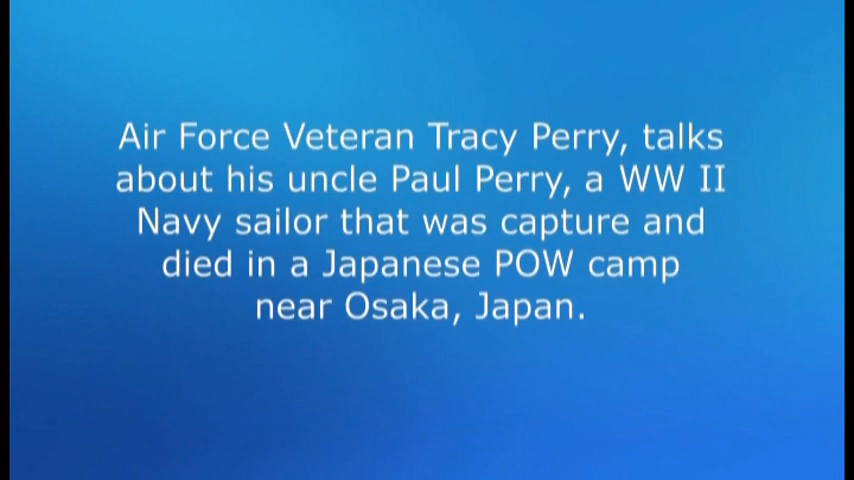 Air Force Veteran Tracy Perry, talks
about his uncle Paul Perry, a WW II
Navy sailor that was capture and
died in a Japanese POW camp
near Osaka, Japan.